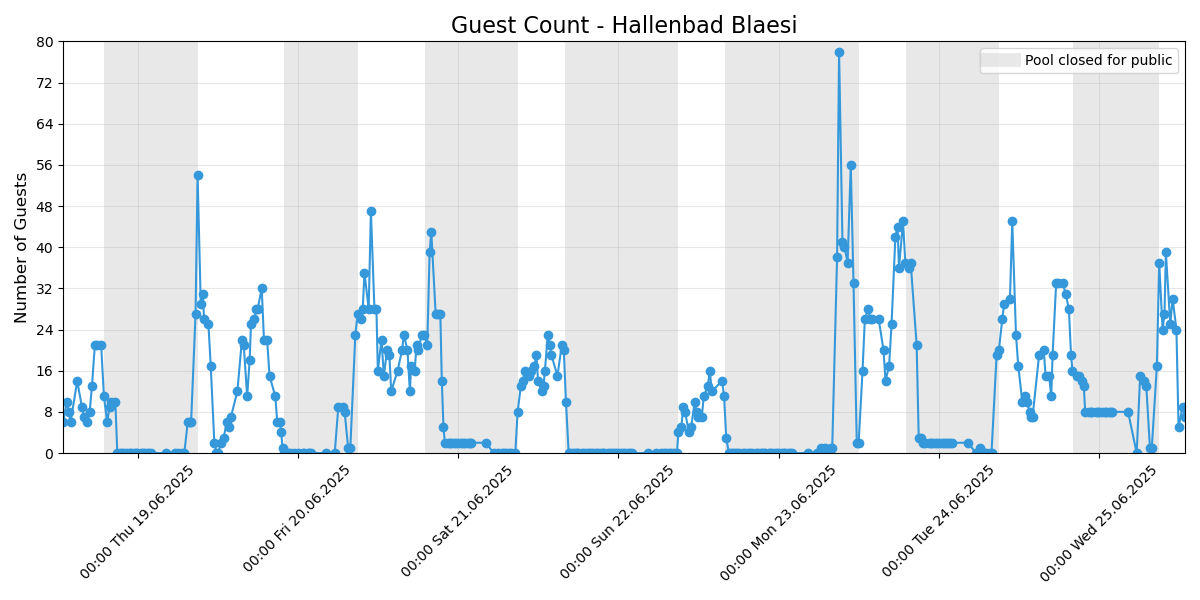 Guest Count - Hallenbad Blaesi
Number of Guests
80
72
64
56
48
40
32
24
16
8
0
Pool closed for public
00:00 Thu 19.06.2025
00:00 Fri 20.06.2025
00:00 Sat 21.06.2025
00:00 Sun 22.06.2025
00:00 Mon 23.06.2025
00:00 Tue 24.06.2025
00:00 Wed 25.06.2025